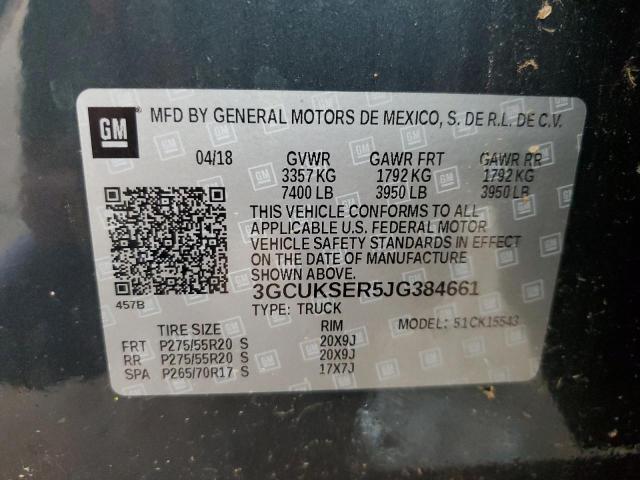 GM
MFD BY GENERAL MOTORS DE MEXICO, S. DE R.L. DE C.V.
04/18 GVWR GAWR FRT GAWR RR
3357 KG 1792 KG 1792 KG
7400 LB 3950 LB 3950 LB
THIS VEHICLE CONFORMS TO ALL
APPLICABLE U.S. FEDERAL MOTOR
VEHICLE SAFETY STANDARDS IN EFFECT
ON THE DATE OF MANUFACTURE
SHOWN ABOVE.
3GCUKSER5JG384661
457B
TYPE: TRUCK MODEL: 51CK15543
TIRE SIZE RIM
FRT P275/55R20 S 20X9J
RR P275/55R20 S 20X9J
SPA P265/70R17 S 17X7J